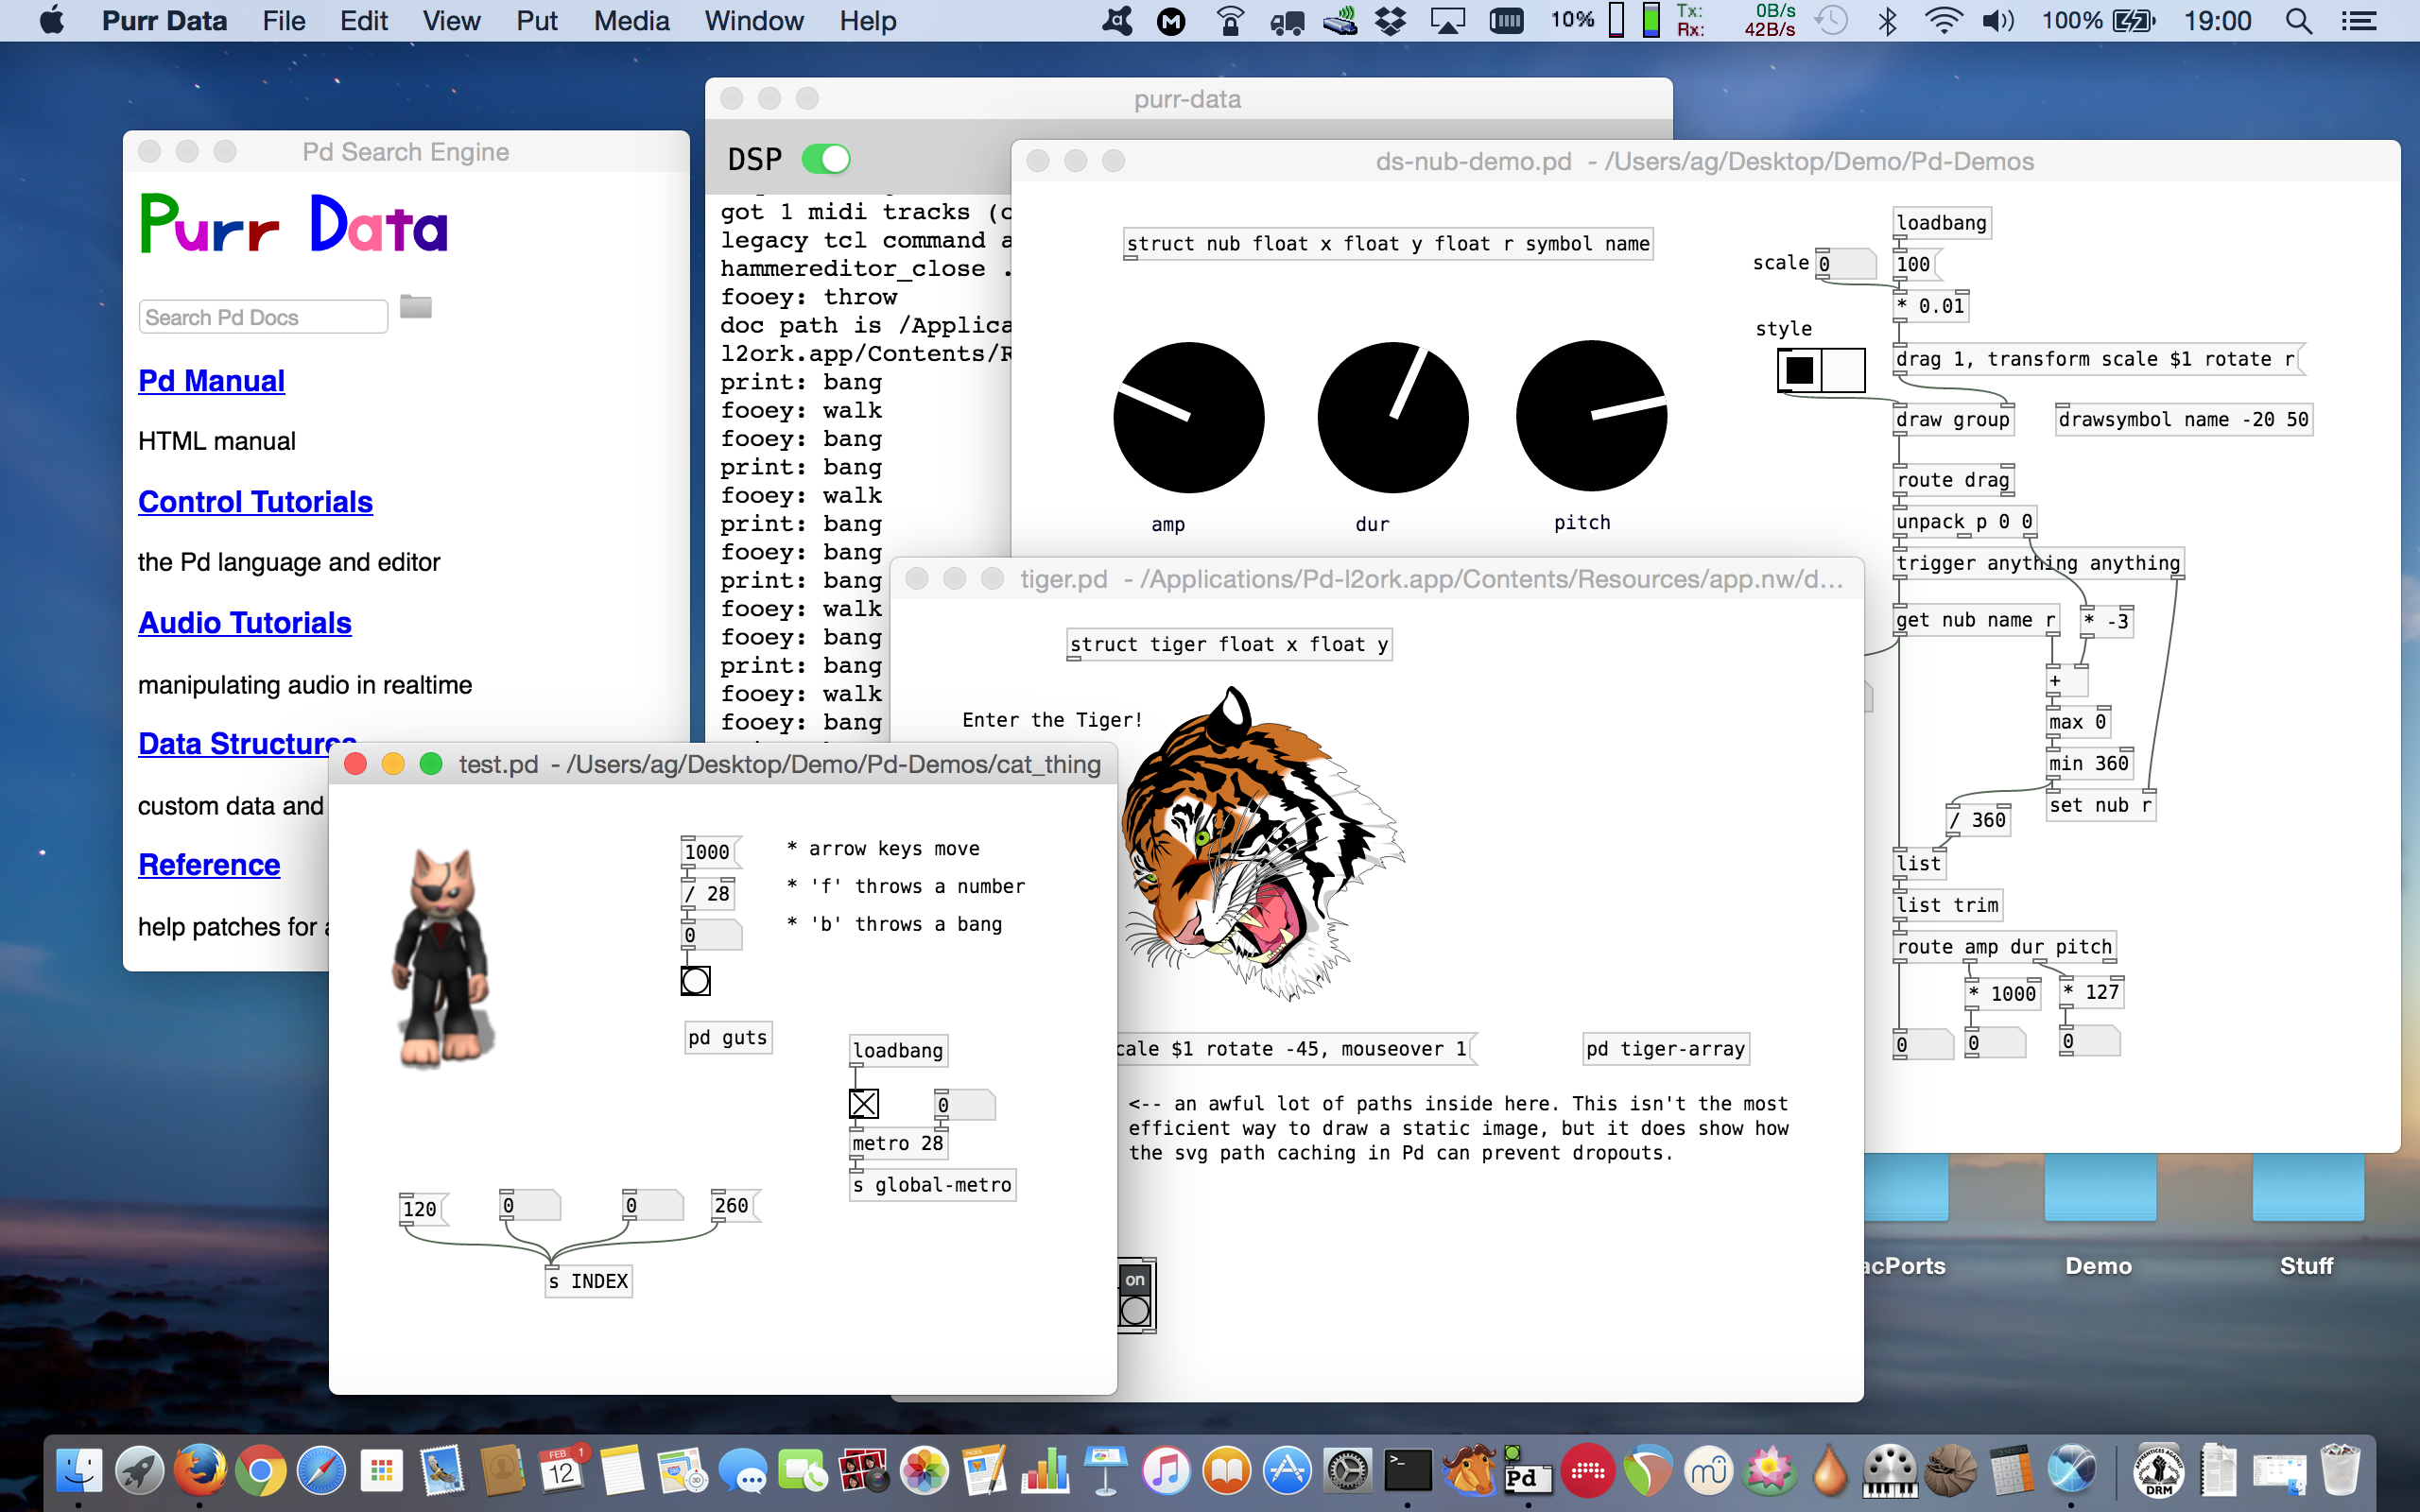 Purr Data File Edit View Put Media Window Help
10% Tx: 0B/s
Rx: 42B/s
100% 19:00
Pd Search Engine
Purr Data
Search Pd Docs
Pd Manual
HTML manual
Control Tutorials
the Pd language and editor
Audio Tutorials
manipulating audio in realtime
Data Structures
custom data and
Reference
help patches for
purr-data
DSP
got 1 midi tracks
legacy tcl command
hammereditor_close .
fooey: throw
doc path is
l2ork.app/Contents/
print: bang
fooey: walk
fooey: bang
print: bang
fooey: walk
print: bang
fooey: bang
print: bang
fooey: walk
fooey: bang
print: bang
fooey: walk
fooey: bang
ds-nub-demo.pd - /Users/ag/Desktop/Demo/Pd-Demos
struct nub float x float y float r symbol name
amp
dur
pitch
loadbang
scale 0
100
* 0.01
style
drag 1, transform scale $1 rotate r
draw group
drawsymbol name -20 50
route drag
unpack p 0 0
trigger anything anything
get nub name r
* -3
+
max 0
min 360
set nub r
/ 360
list
list trim
route amp dur pitch
* 1000
* 127
0
0
0
tiger.pd - /Applications/Pd-l2ork.app/Contents/Resources/app.nw/d...
struct tiger float x float y
Enter the Tiger!
cale $1 rotate -45, mouseover 1
pd tiger-array
<-- an awful lot of paths inside here. This isn't the most
efficient way to draw a static image, but it does show how
the svg path caching in Pd can prevent dropouts.
on
test.pd - /Users/ag/Desktop/Demo/Pd-Demos/cat_thing
1000
/ 28
0
* arrow keys move
* 'f' throws a number
* 'b' throws a bang
pd guts
loadbang
0
metro 28
s global-metro
120
0
0
260
s INDEX
acPorts
Demo
Stuff
FEB
12
1
Pd
DRM